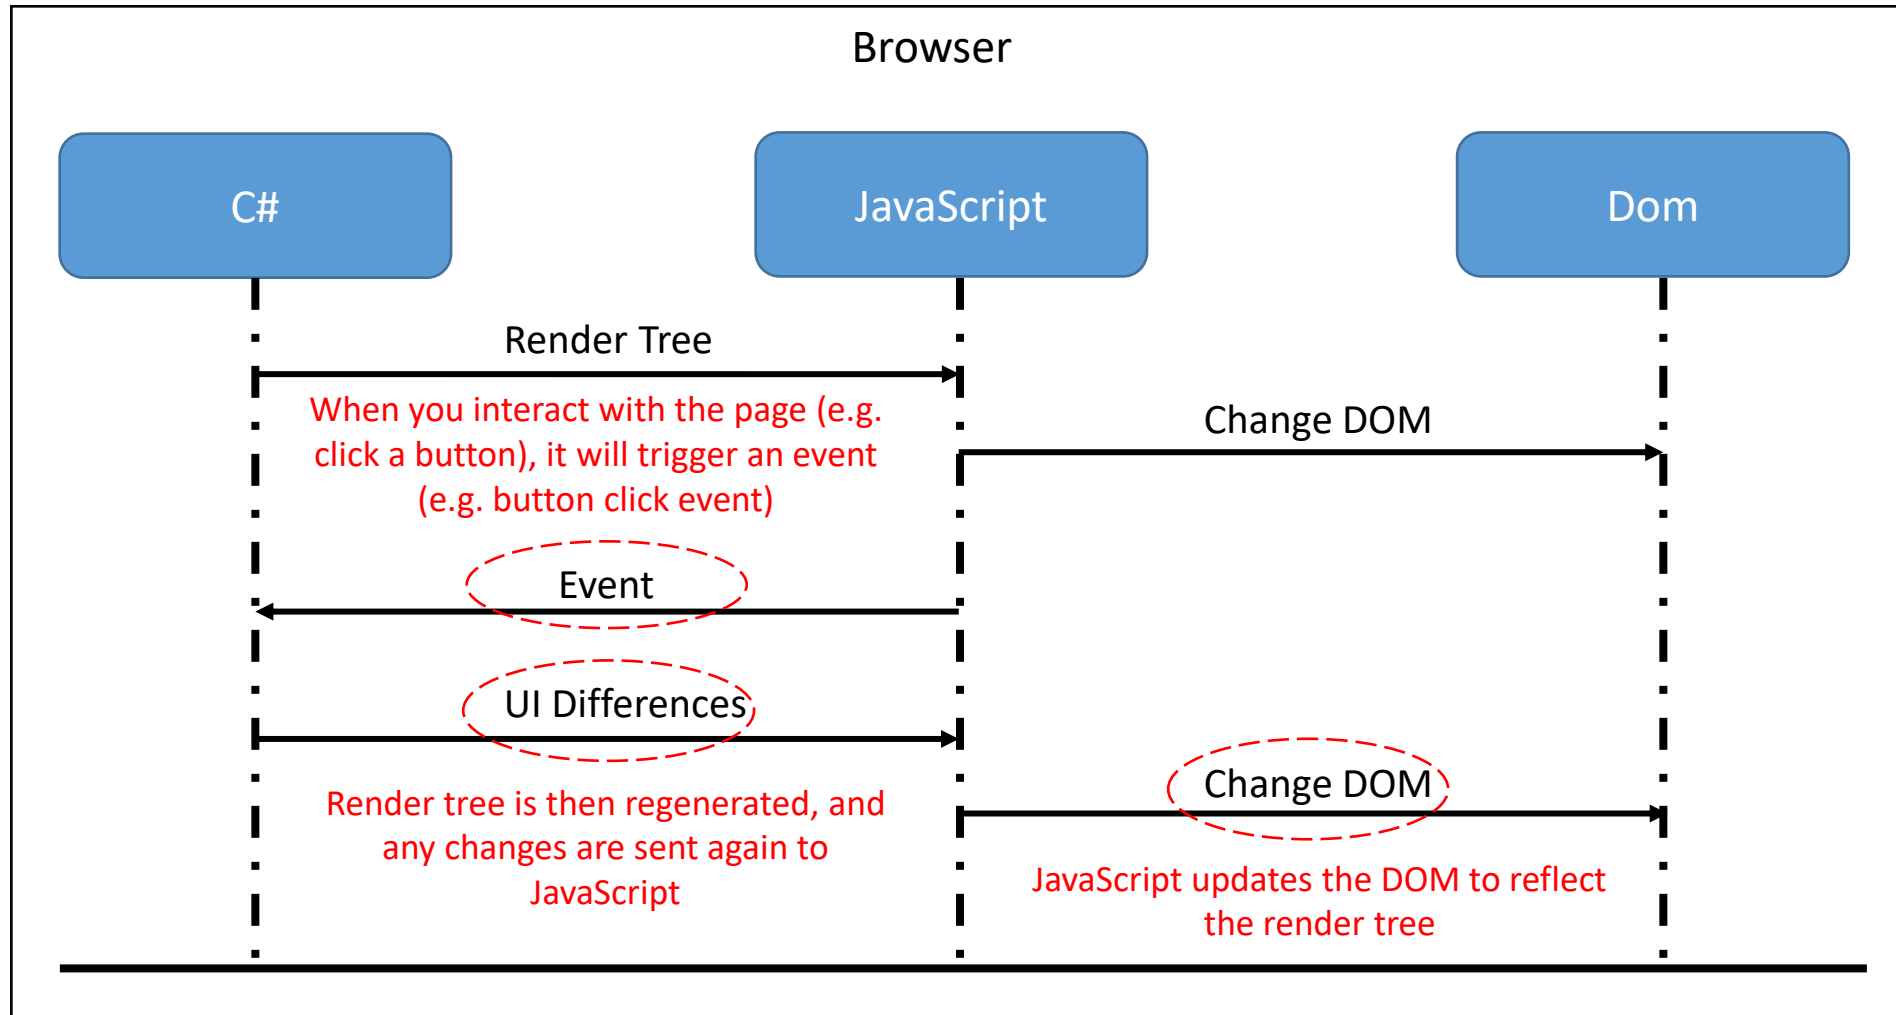 Browser
C#
JavaScript
Dom
Render Tree
When you interact with the page (e.g.
click a button), it will trigger an event
(e.g. button click event)
Change DOM
Event
UI Differences
Change DOM
Render tree is then regenerated, and
any changes are sent again to
JavaScript
JavaScript updates the DOM to reflect
the render tree